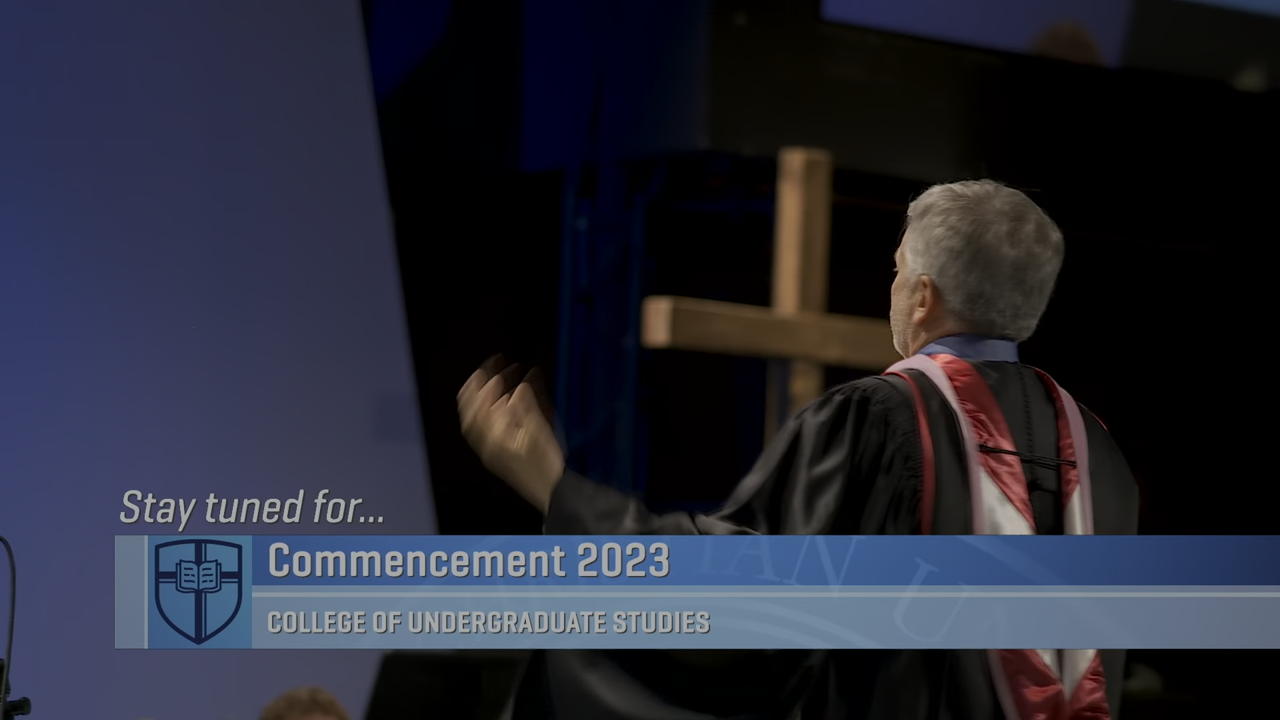 Stay tuned for...
Commencement 2023
COLLEGE OF UNDERGRADUATE STUDIES